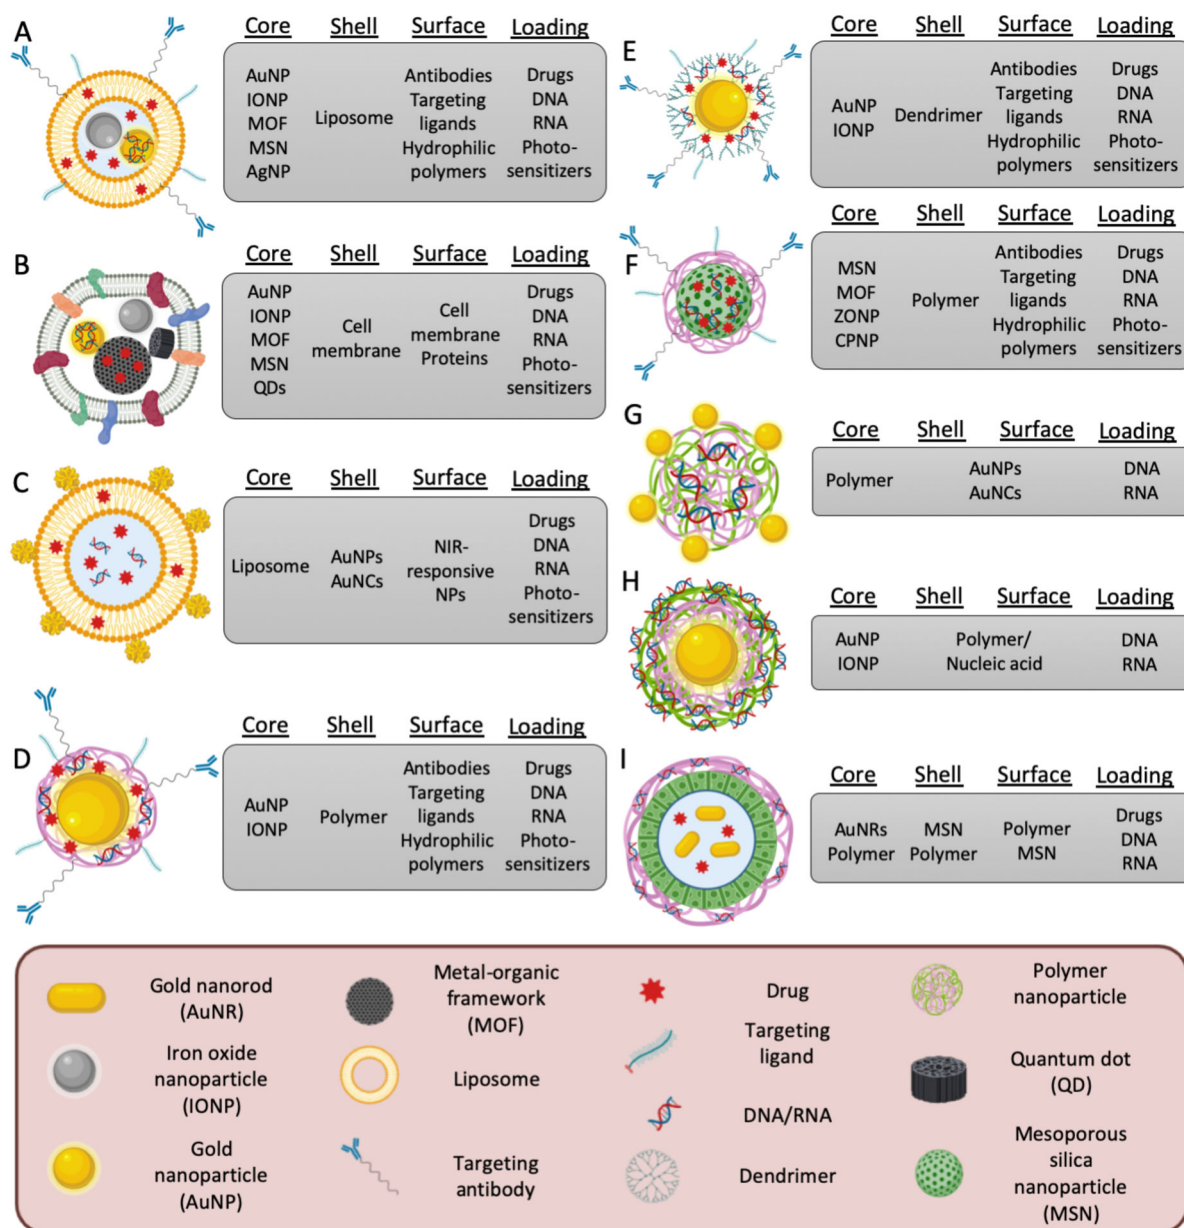 A
Core Shell Surface Loading
AuNP
IONP
MOF
MSN
AgNP
Liposome
Antibodies
Targeting
ligands
Hydrophilic
polymers
Drugs
DNA
RNA
Photo-
sensitizers
B
Core Shell Surface Loading
AuNP
IONP
MOF
MSN
QDs
Cell
membrane
Cell
membrane
Proteins
Drugs
DNA
RNA
Photo-
sensitizers
C
Core Shell Surface Loading
Liposome
AuNPs
AuNCs
NIR-
responsive
NPs
Drugs
DNA
RNA
Photo-
sensitizers
D
Core Shell Surface Loading
AuNP
IONP
Polymer
Antibodies
Targeting
ligands
Hydrophilic
polymers
Drugs
DNA
RNA
Photo-
sensitizers
E
Core Shell Surface Loading
AuNP
IONP
Dendrimer
Antibodies
Targeting
ligands
Hydrophilic
polymers
Drugs
DNA
RNA
Photo-
sensitizers
F
Core Shell Surface Loading
MSN
MOF
ZONP
CPNP
Polymer
Antibodies
Targeting
ligands
Hydrophilic
polymers
Drugs
DNA
RNA
Photo-
sensitizers
G
Core Shell Surface Loading
Polymer
AuNPs
AuNCs
DNA
RNA
H
Core Shell Surface Loading
AuNP
IONP
Polymer/
Nucleic acid
DNA
RNA
I
Core Shell Surface Loading
AuNRs
Polymer
MSN
Polymer
Polymer
MSN
Drugs
DNA
RNA
Gold nanorod
(AuNR)
Iron oxide
nanoparticle
(IONP)
Gold
nanoparticle
(AuNP)
Metal-organic
framework
(MOF)
Liposome
Targeting
antibody
Drug
Targeting
ligand
DNA/RNA
Dendrimer
Polymer
nanoparticle
Quantum dot
(QD)
Mesoporous
silica
nanoparticle
(MSN)